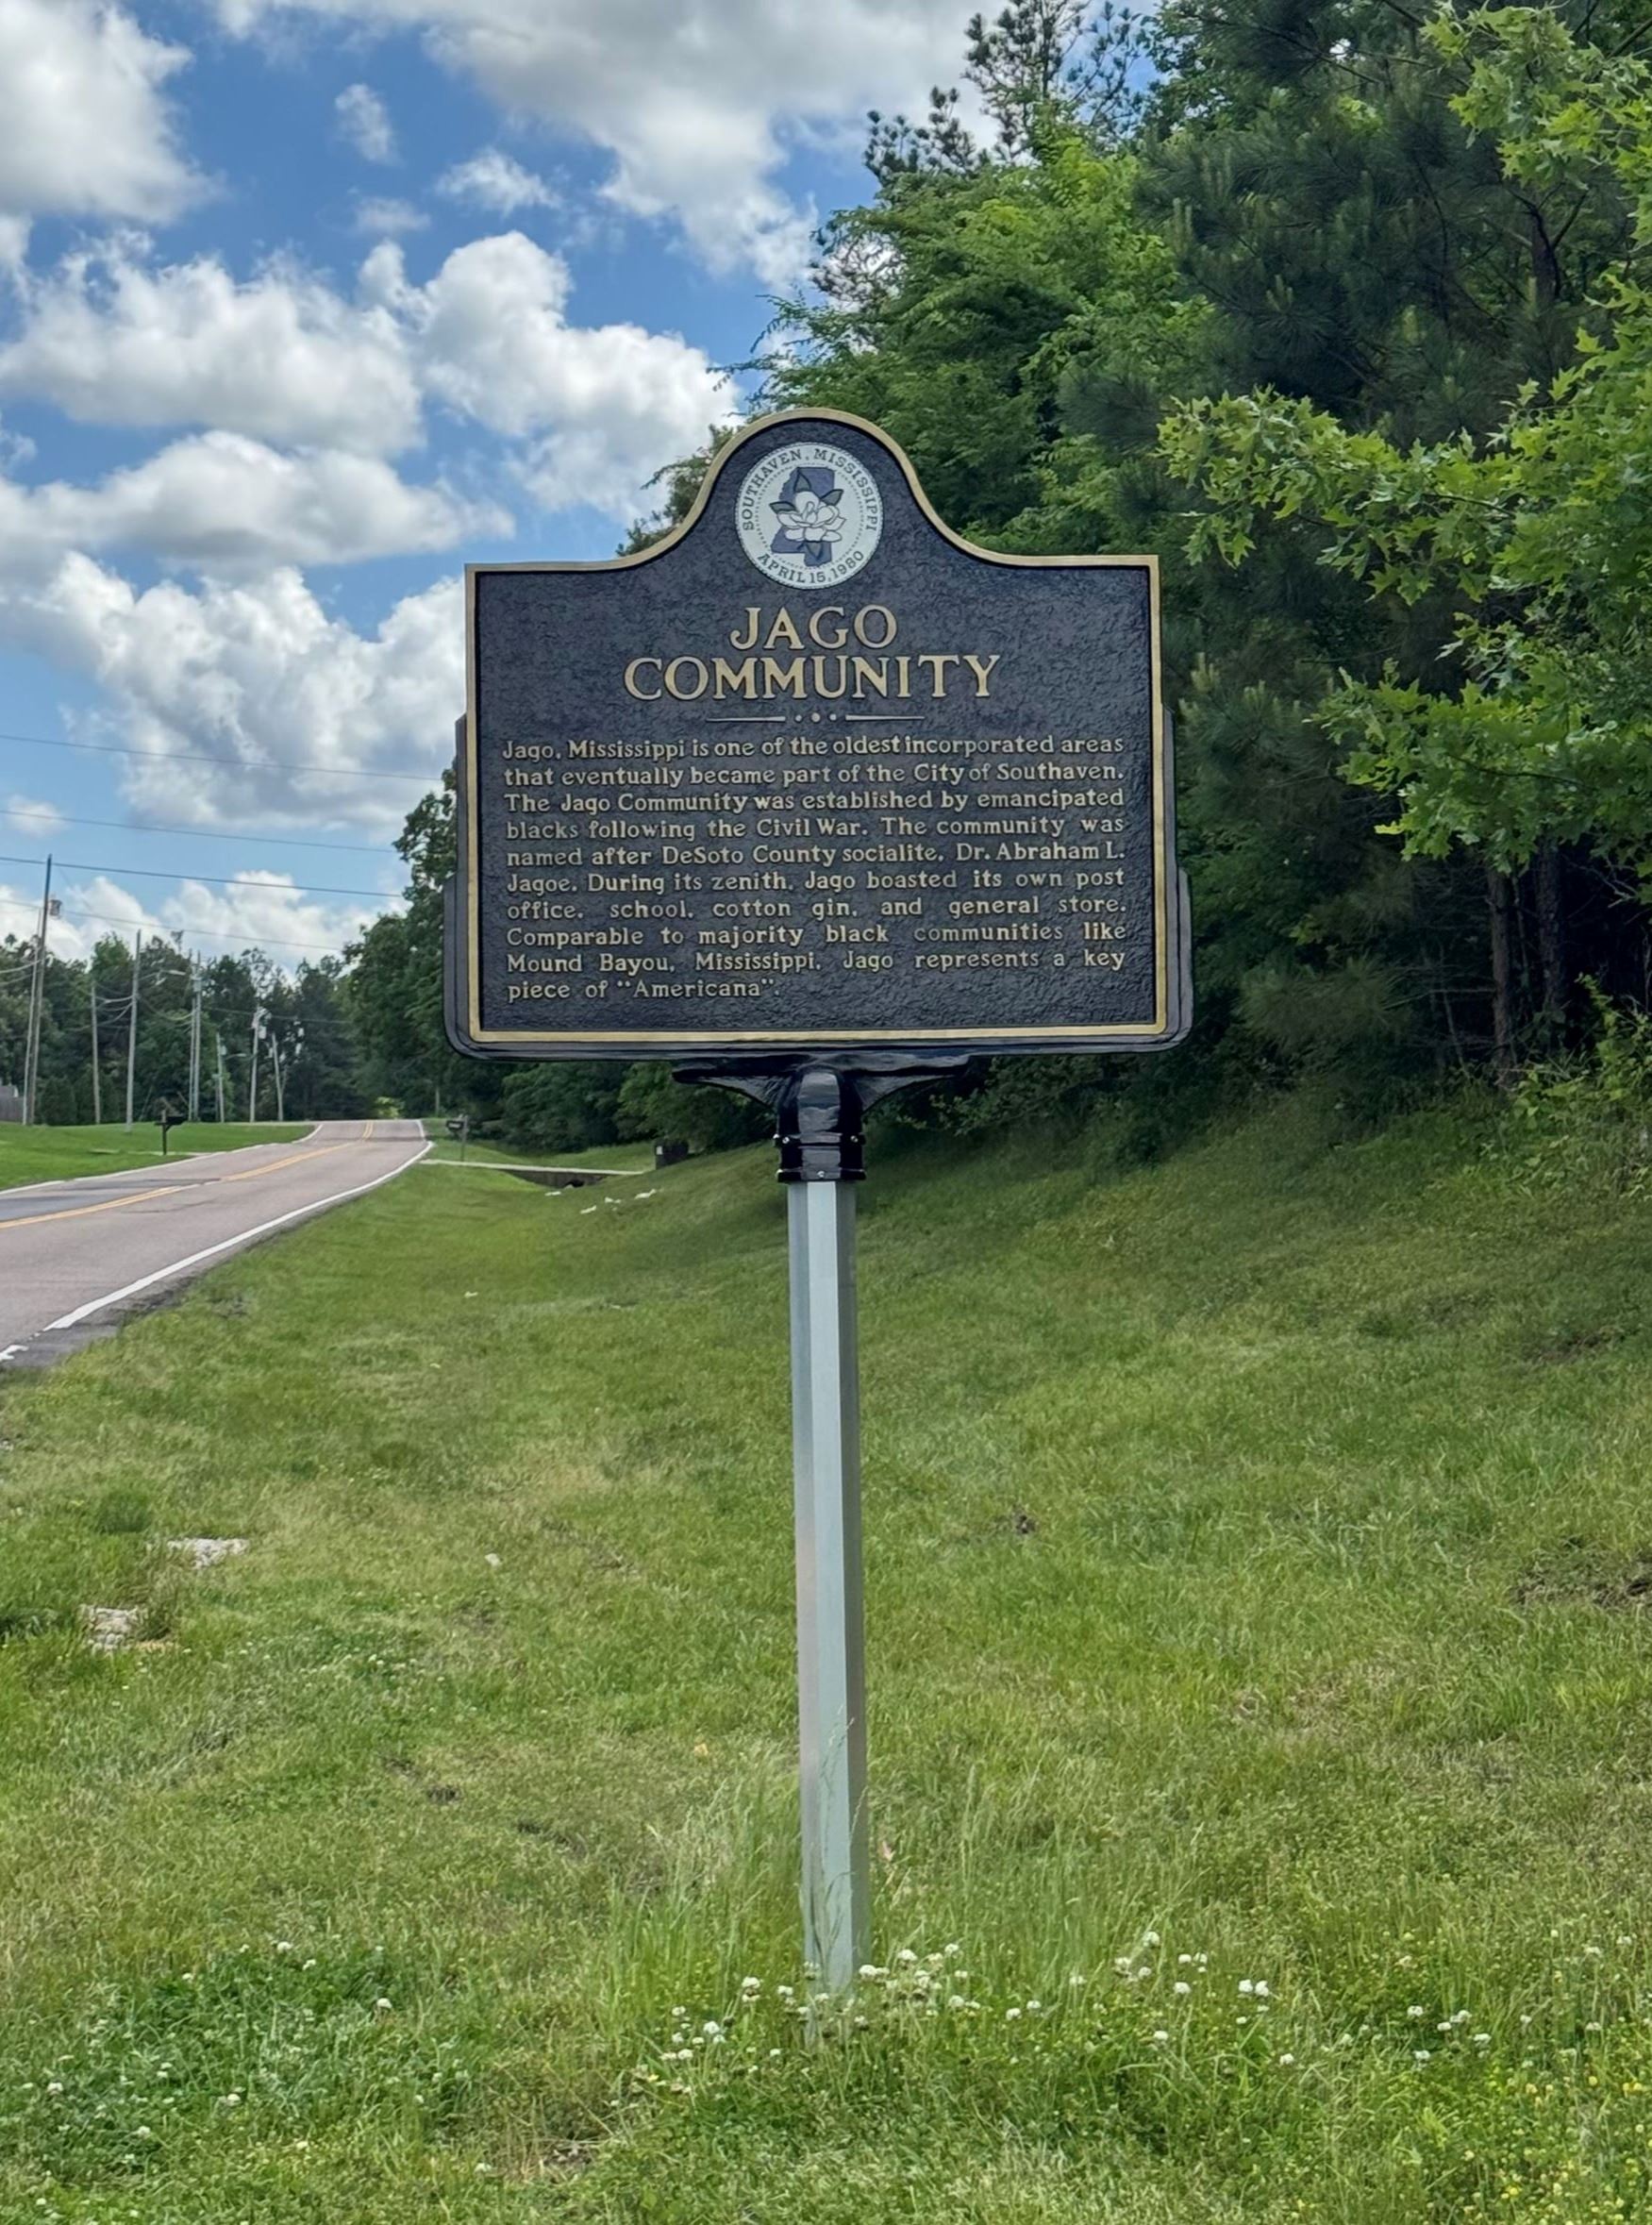 SOUTHAVEN, MISSISSIPPI
APRIL 15, 1980
JAGO
COMMUNITY
Jago, Mississippi is one of the oldest incorporated areas
that eventually became part of the City of Southaven.
The Jago Community was established by emancipated
blacks following the Civil War. The community was
named after DeSoto County socialite, Dr. Abraham L.
Jagoe. During its zenith, Jago boasted its own post
office, school, cotton gin, and general store.
Comparable to majority black communities like
Mound Bayou, Mississippi, Jago represents a key
piece of "Americana".